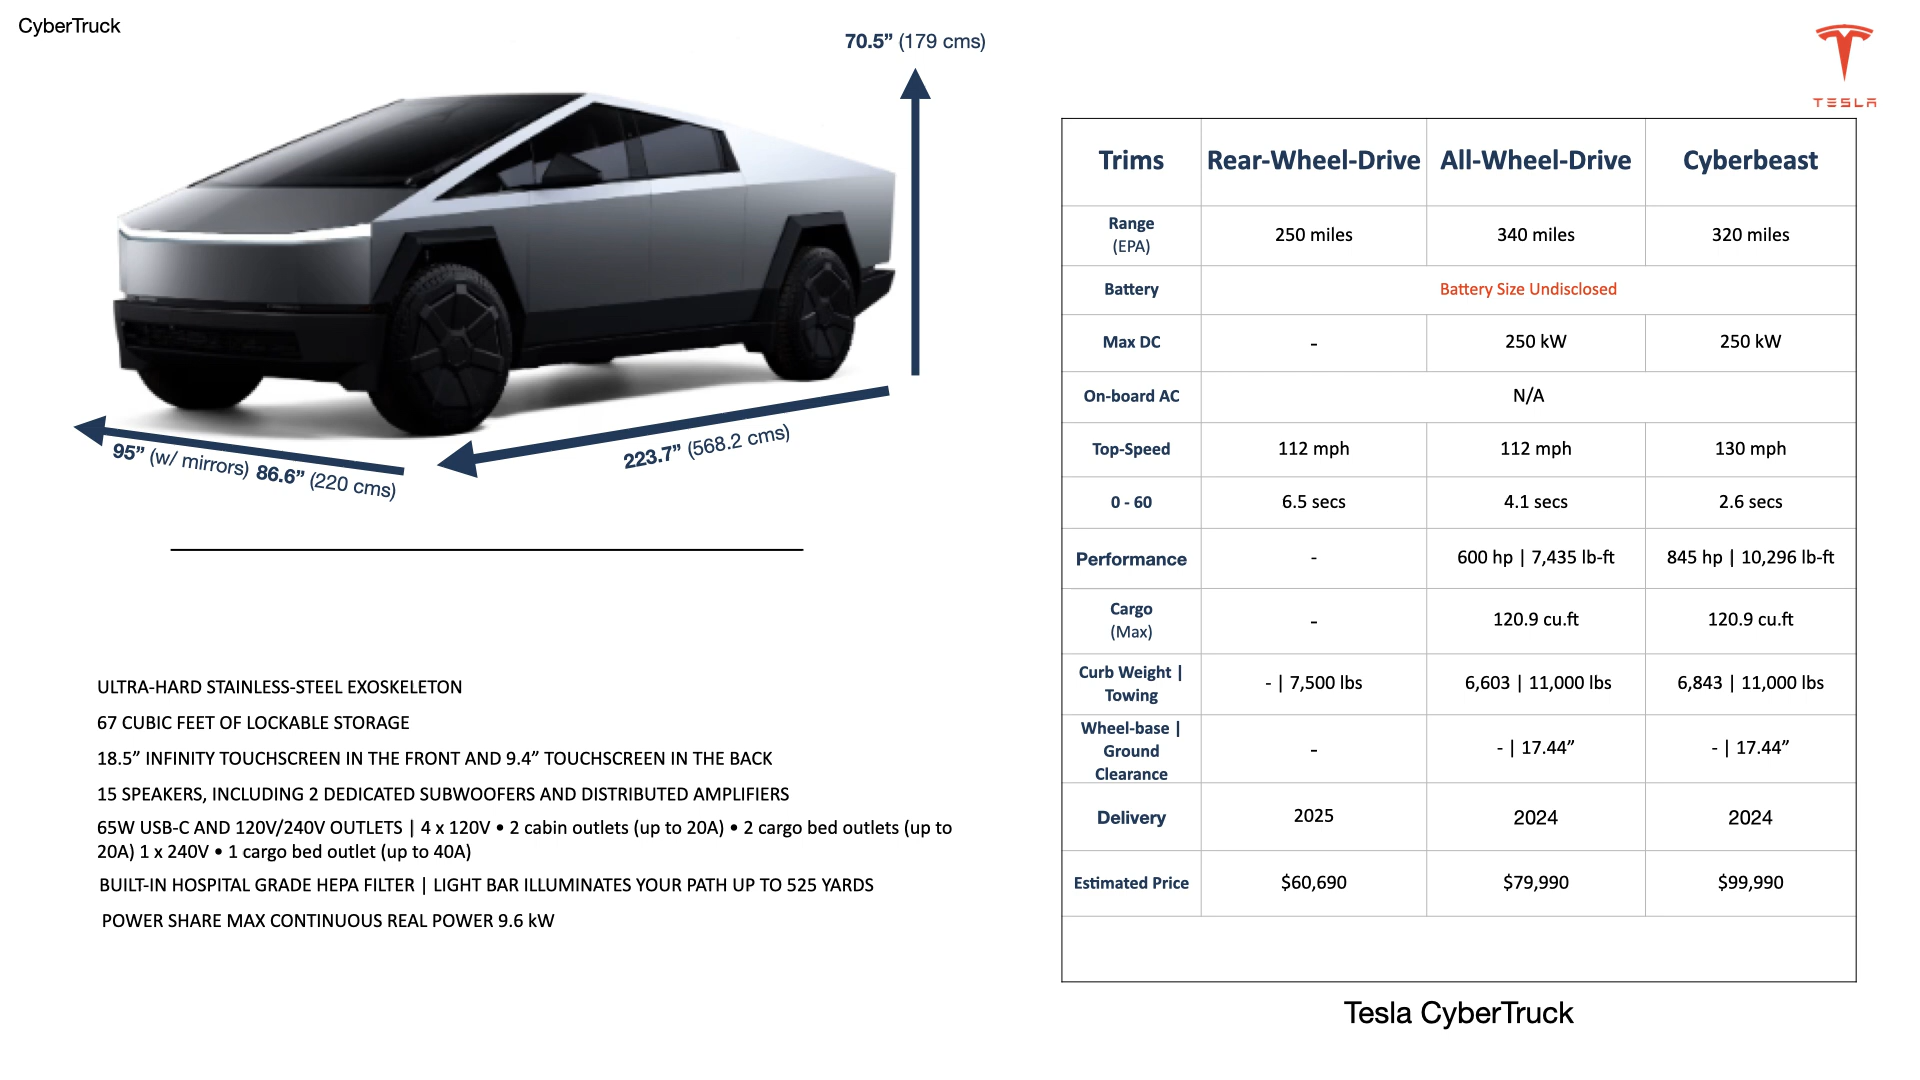 CyberTruck
70.5” (179 cms)
95” (w/ mirrors) 86.6” (220 cms)
223.7” (568.2 cms)
ULTRA-HARD STAINLESS-STEEL EXOSKELETON
67 CUBIC FEET OF LOCKABLE STORAGE
18.5” INFINITY TOUCHSCREEN IN THE FRONT AND 9.4” TOUCHSCREEN IN THE BACK
15 SPEAKERS, INCLUDING 2 DEDICATED SUBWOOFERS AND DISTRIBUTED AMPLIFIERS
65W USB-C AND 120V/240V OUTLETS | 4 x 120V • 2 cabin outlets (up to 20A) • 2 cargo bed outlets (up to
20A) 1 x 240V • 1 cargo bed outlet (up to 40A)
BUILT-IN HOSPITAL GRADE HEPA FILTER | LIGHT BAR ILLUMINATES YOUR PATH UP TO 525 YARDS
POWER SHARE MAX CONTINUOUS REAL POWER 9.6 kW
TESLA
Trims Rear-Wheel-Drive All-Wheel-Drive Cyberbeast
Range
(EPA)
250 miles 340 miles 320 miles
Battery Battery Size Undisclosed
Max DC - 250 kW 250 kW
On-board AC N/A
Top-Speed 112 mph 112 mph 130 mph
0 - 60 6.5 secs 4.1 secs 2.6 secs
Performance - 600 hp | 7,435 lb-ft 845 hp | 10,296 lb-ft
Cargo
(Max)
- 120.9 cu.ft 120.9 cu.ft
Curb Weight |
Towing
- | 7,500 lbs 6,603 | 11,000 lbs 6,843 | 11,000 lbs
Wheel-base |
Ground
Clearance
- - | 17.44” - | 17.44”
Delivery 2025 2024 2024
Estimated Price $60,690 $79,990 $99,990
Tesla CyberTruck